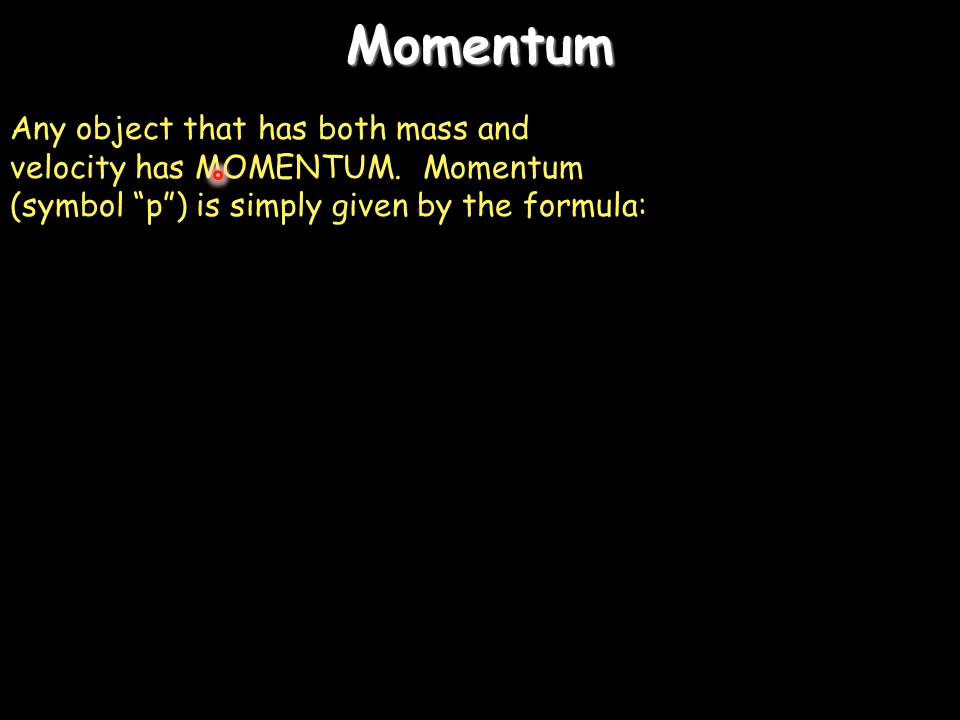 Momentum
Any object that has both mass and
velocity has MOMENTUM.  Momentum
(symbol “p”) is simply given by the formula: